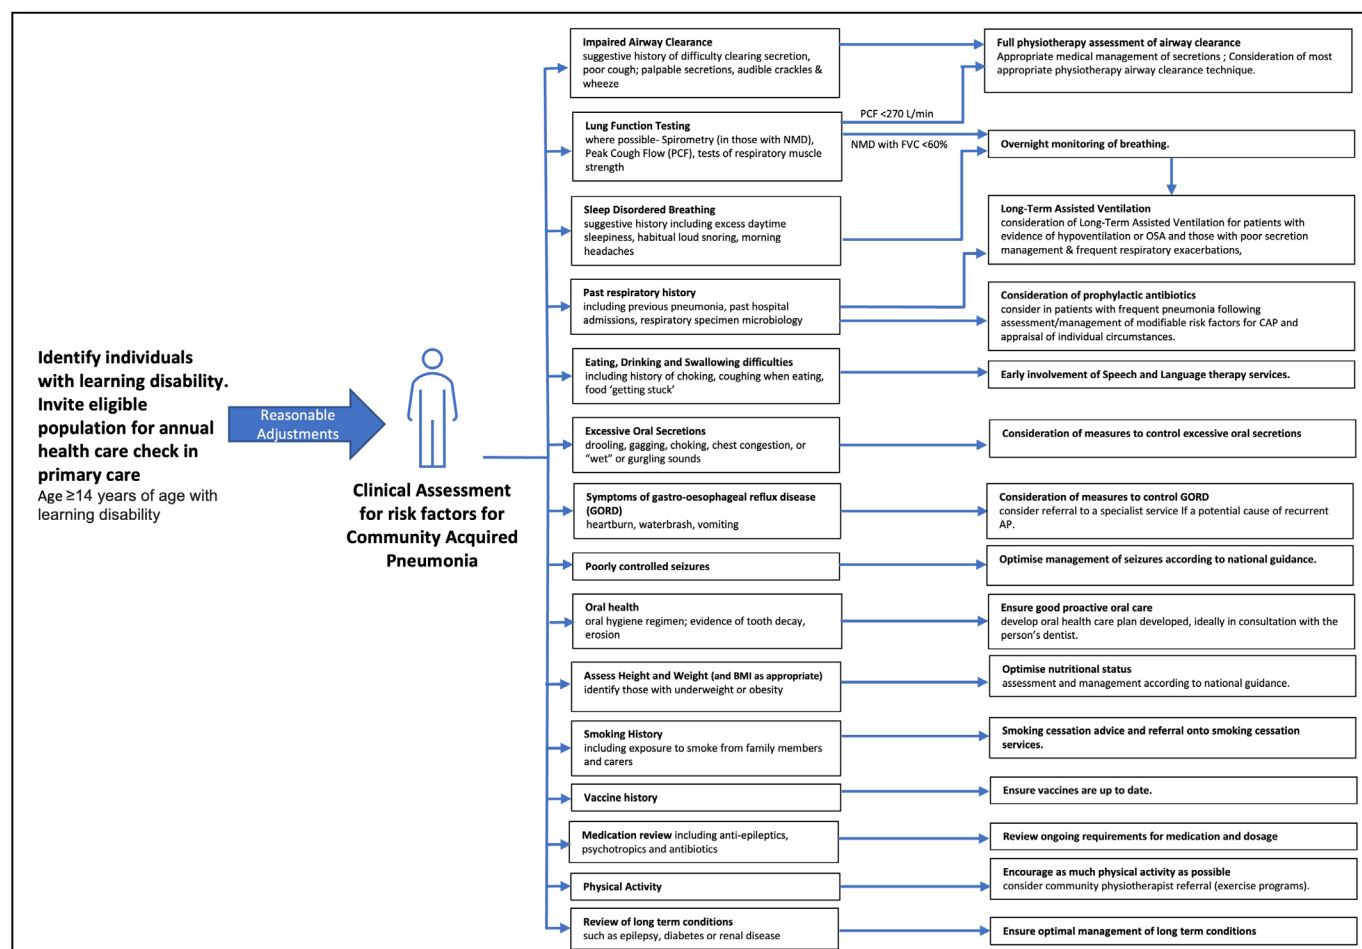 Identify individuals
with learning disability.
Invite eligible
population for annual
health care check in
primary care
Age ≥14 years of age with
learning disability
Reasonable
Adjustments
Clinical Assessment
for risk factors for
Community Acquired
Pneumonia
Impaired Airway Clearance
suggestive history of difficulty clearing secretion,
poor cough; palpable secretions, audible crackles &
wheeze
Full physiotherapy assessment of airway clearance
Appropriate medical management of secretions ; Consideration of most
appropriate physiotherapy airway clearance technique.
Lung Function Testing
where possible- Spirometry (in those with NMD),
Peak Cough Flow (PCF), tests of respiratory muscle
strength
PCF <270 L/min
NMD with FVC <60%
Overnight monitoring of breathing.
Sleep Disordered Breathing
suggestive history including excess daytime
sleepiness, habitual loud snoring, morning
headaches
Long-Term Assisted Ventilation
consideration of Long-Term Assisted Ventilation for patients with
evidence of hypoventilation or OSA and those with poor secretion
management & frequent respiratory exacerbations,
Past respiratory history
including previous pneumonia, past hospital
admissions, respiratory specimen microbiology
Consideration of prophylactic antibiotics
consider in patients with frequent pneumonia following
assessment/management of modifiable risk factors for CAP and
appraisal of individual circumstances.
Eating, Drinking and Swallowing difficulties
including history of choking, coughing when eating,
food ‘getting stuck’
Early involvement of Speech and Language therapy services.
Excessive Oral Secretions
drooling, gagging, choking, chest congestion, or
“wet” or gurgling sounds
Consideration of measures to control excessive oral secretions
Symptoms of gastro-oesophageal reflux disease
(GORD)
heartburn, waterbrash, vomiting
Consideration of measures to control GORD
consider referral to a specialist service If a potential cause of recurrent
AP.
Poorly controlled seizures
Optimise management of seizures according to national guidance.
Oral health
oral hygiene regimen; evidence of tooth decay,
erosion
Ensure good proactive oral care
develop oral health care plan developed, ideally in consultation with the
person’s dentist.
Assess Height and Weight (and BMI as appropriate)
identify those with underweight or obesity
Optimise nutritional status
assessment and management according to national guidance.
Smoking History
including exposure to smoke from family members
and carers
Smoking cessation advice and referral onto smoking cessation
services.
Vaccine history
Ensure vaccines are up to date.
Medication review including anti-epileptics,
psychotropics and antibiotics
Review ongoing requirements for medication and dosage
Physical Activity
Encourage as much physical activity as possible
consider community physiotherapist referral (exercise programs).
Review of long term conditions
such as epilepsy, diabetes or renal disease
Ensure optimal management of long term conditions